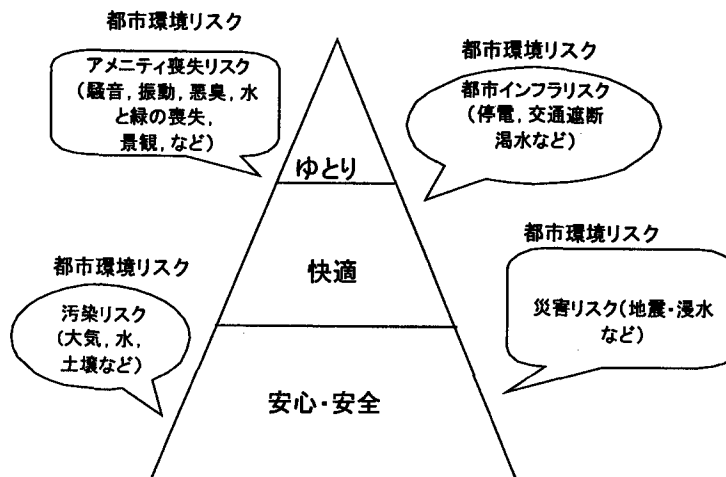 都市環境リスク
アメニティ喪失リスク
(騒音, 振動, 悪臭, 水
と緑の喪失,
景観, など)
都市環境リスク
都市インフラリスク
(停電, 交通遮断
渇水など)
ゆとり
都市環境リスク
汚染リスク
(大気, 水,
土壌など)
快適
都市環境リスク
災害リスク(地震・浸水
など)
安心・安全